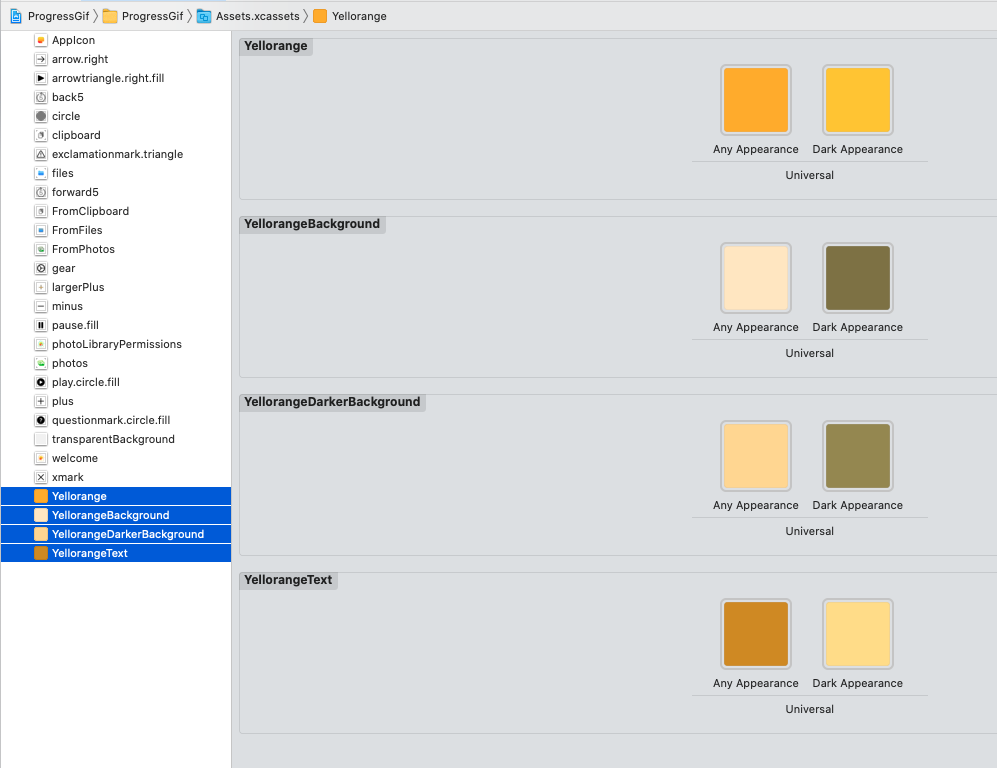 ProgressGif ProgressGif Assets.xcassets Yellorange
AppIcon
arrow.right
arrowtriangle.right.fill
back5
circle
clipboard
exclamationmark.triangle
files
forward5
FromClipboard
FromFiles
FromPhotos
gear
largerPlus
minus
pause.fill
photoLibraryPermissions
photos
play.circle.fill
plus
questionmark.circle.fill
transparentBackground
welcome
xmark
Yellorange
YellorangeBackground
YellorangeDarkerBackground
YellorangeText
Yellorange
Any Appearance Dark Appearance
Universal
YellorangeBackground
Any Appearance Dark Appearance
Universal
YellorangeDarkerBackground
Any Appearance Dark Appearance
Universal
YellorangeText
Any Appearance Dark Appearance
Universal